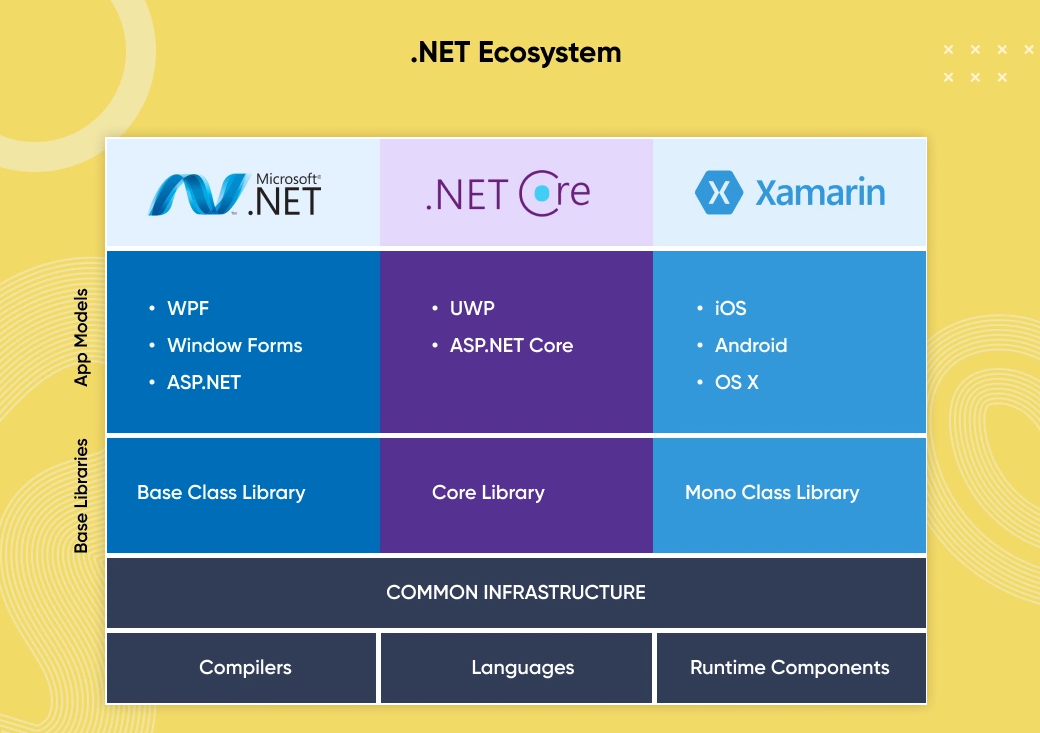 .NET Ecosystem
Microsoft®
.NET™
.NET Core
X Xamarin
App Models
• WPF
• Window Forms
• ASP.NET
• UWP
• ASP.NET Core
• iOS
• Android
• OS X
Base Libraries
Base Class Library
Core Library
Mono Class Library
COMMON INFRASTRUCTURE
Compilers
Languages
Runtime Components